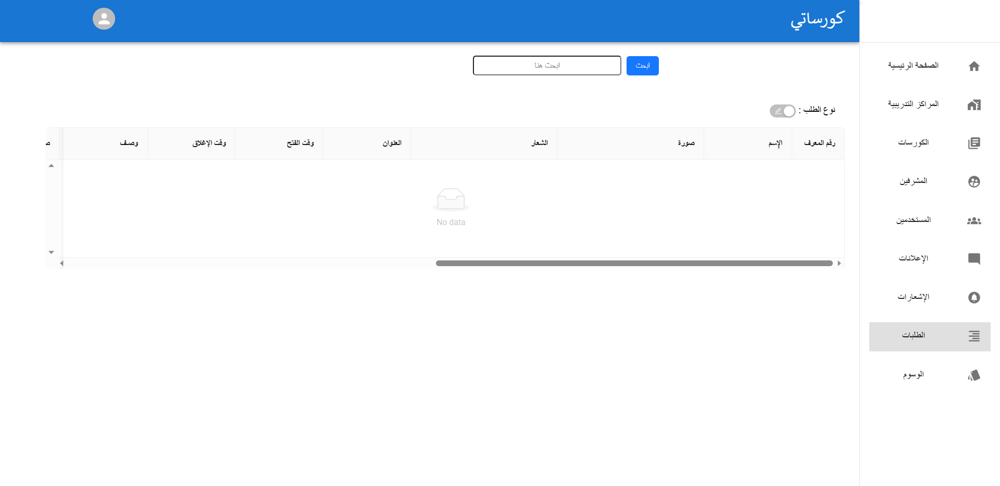 كورساتي
الصفحة الرئيسية
المراكز التدريبية
الكورسات
المشرفين
المستخدمين
الإعلانات
الإشعارات
الطلبات
الوسوم
ابحث
ابحث هنا
نوع الطلب :
رقم المعرف الإسم صورة الشعار العنوان وقت الفتح وقت الإغلاق وصف
No data